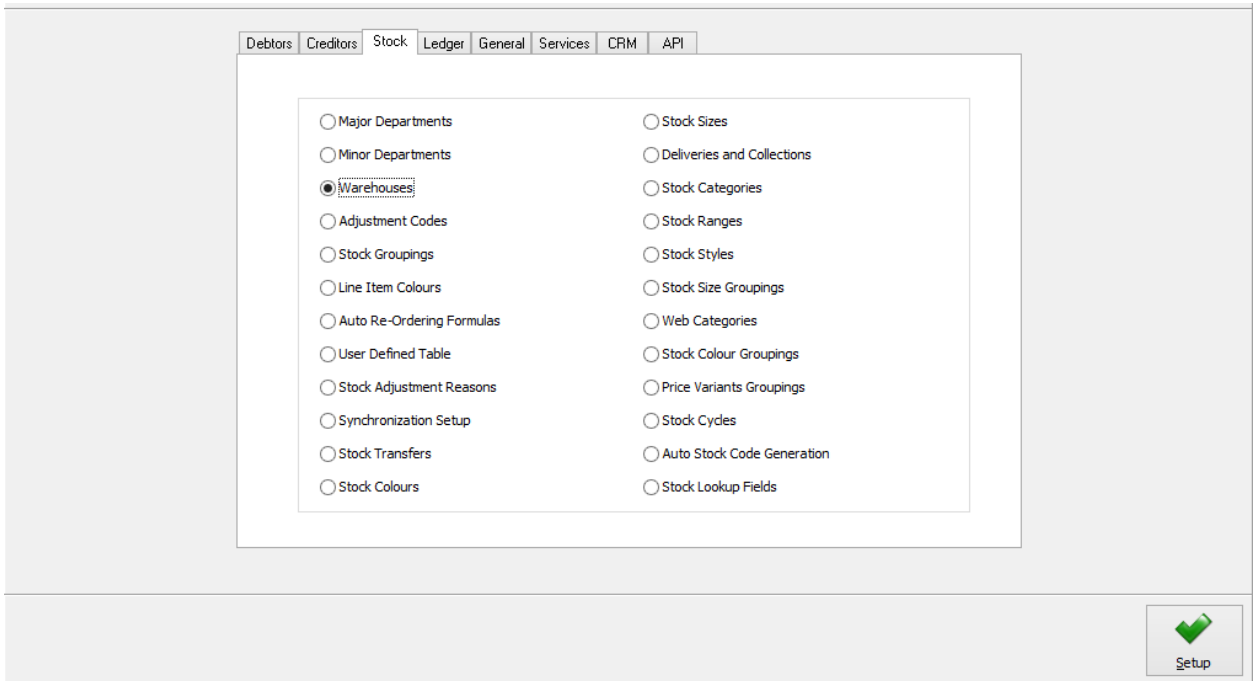 Debtors Creditors Stock Ledger General Services CRM API
Major Departments
Minor Departments
Warehouses
Adjustment Codes
Stock Groupings
Line Item Colours
Auto Re-Ordering Formulas
User Defined Table
Stock Adjustment Reasons
Synchronization Setup
Stock Transfers
Stock Colours
Stock Sizes
Deliveries and Collections
Stock Categories
Stock Ranges
Stock Styles
Stock Size Groupings
Web Categories
Stock Colour Groupings
Price Variants Groupings
Stock Cycles
Auto Stock Code Generation
Stock Lookup Fields
Setup